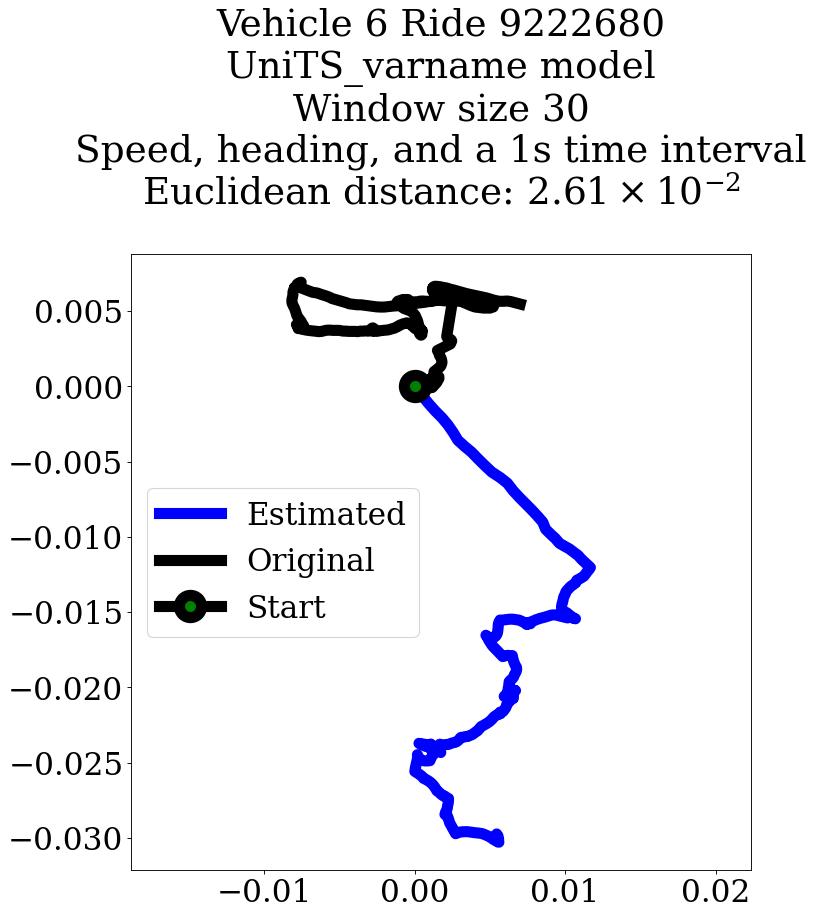 Vehicle 6 Ride 9222680
UniTS_varname model
Window size 30
Speed, heading, and a 1s time interval
Euclidean distance: 2.61 × 10⁻²
0.005
0.000
−0.005
−0.010
−0.015
−0.020
−0.025
−0.030
Estimated
Original
Start
−0.01
0.00
0.01
0.02